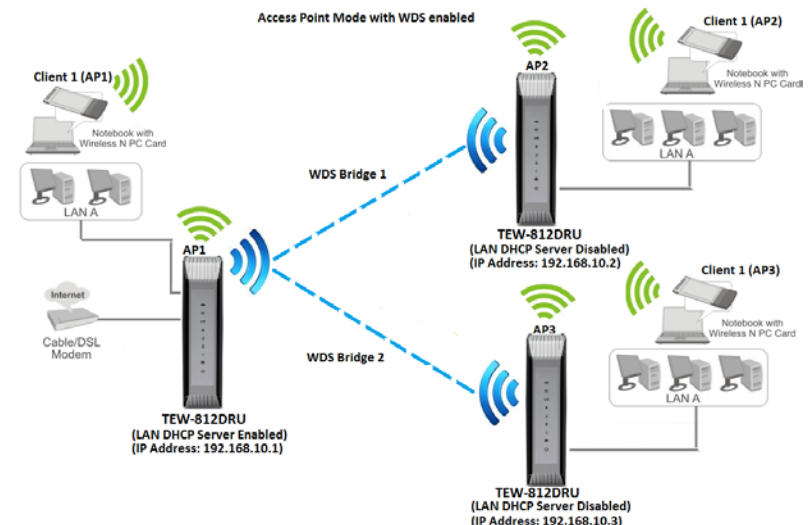 Access Point Mode with WDS enabled
Client 1 (AP1)
Notebook with
Wireless N PC Card
LAN A
AP1
Internet
Cable/DSL
Modem
TEW-812DRU
(LAN DHCP Server Enabled)
(IP Address: 192.168.10.1)
WDS Bridge 1
WDS Bridge 2
AP2
TEW-812DRU
(LAN DHCP Server Disabled)
(IP Address: 192.168.10.2)
Client 1 (AP2)
Notebook with
Wireless N PC Card
LAN A
AP3
TEW-812DRU
(LAN DHCP Server Disabled)
(IP Address: 192.168.10.3)
Client 1 (AP3)
Notebook with
Wireless N PC Card
LAN A